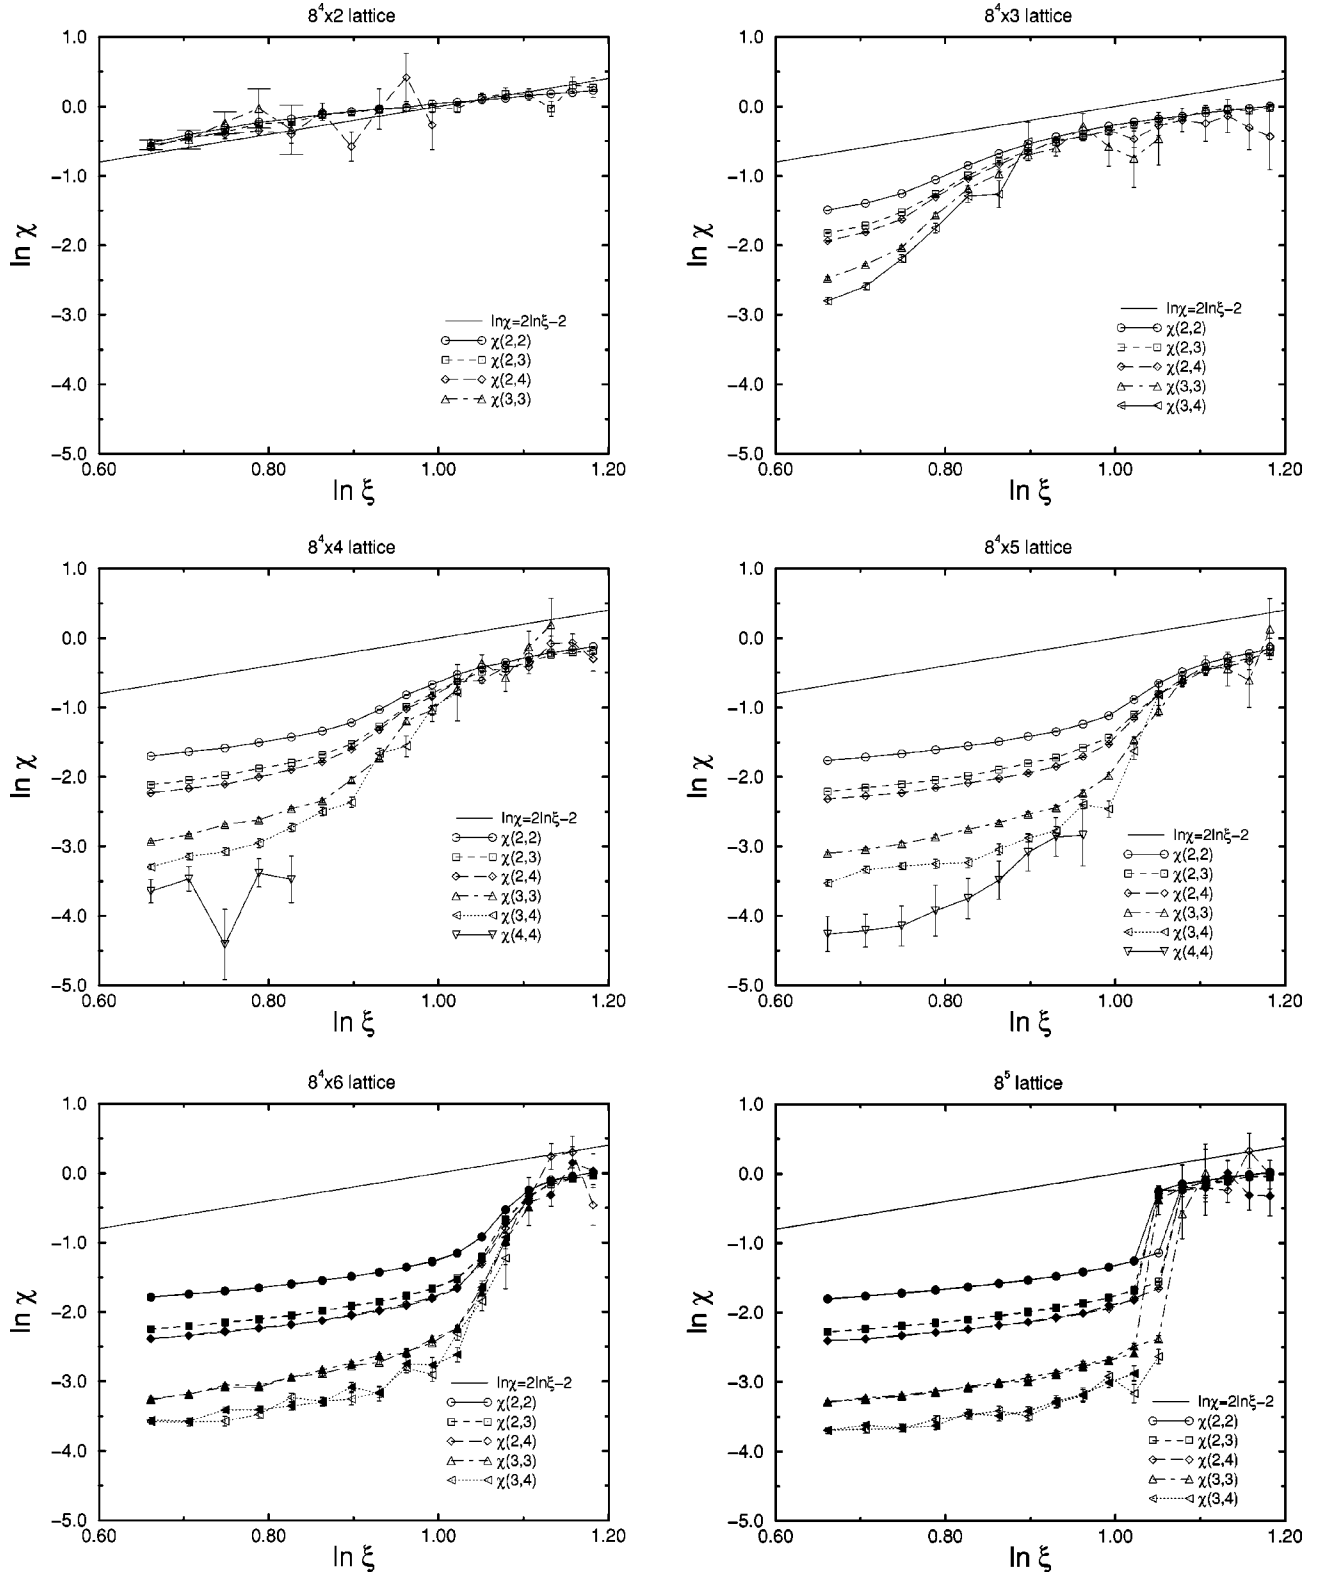 8⁴x2 lattice
1.0
0.0
−1.0
−2.0
−3.0
−4.0
−5.0
ln χ
0.60
0.80
1.00
1.20
ln ξ
lnχ=2lnξ−2
χ(2,2)
χ(2,3)
χ(2,4)
χ(3,3)
8⁴x3 lattice
1.0
0.0
−1.0
−2.0
−3.0
−4.0
−5.0
ln χ
0.60
0.80
1.00
1.20
ln ξ
lnχ=2lnξ−2
χ(2,2)
χ(2,3)
χ(2,4)
χ(3,3)
χ(3,4)
8⁴x4 lattice
1.0
0.0
−1.0
−2.0
−3.0
−4.0
−5.0
ln χ
0.60
0.80
1.00
1.20
ln ξ
lnχ=2lnξ−2
χ(2,2)
χ(2,3)
χ(2,4)
χ(3,3)
χ(3,4)
χ(4,4)
8⁴x5 lattice
1.0
0.0
−1.0
−2.0
−3.0
−4.0
−5.0
ln χ
0.60
0.80
1.00
1.20
ln ξ
lnχ=2lnξ−2
χ(2,2)
χ(2,3)
χ(2,4)
χ(3,3)
χ(3,4)
χ(4,4)
8⁴x6 lattice
1.0
0.0
−1.0
−2.0
−3.0
−4.0
−5.0
ln χ
0.60
0.80
1.00
1.20
ln ξ
lnχ=2lnξ−2
χ(2,2)
χ(2,3)
χ(2,4)
χ(3,3)
χ(3,4)
8⁵ lattice
1.0
0.0
−1.0
−2.0
−3.0
−4.0
−5.0
ln χ
0.60
0.80
1.00
1.20
ln ξ
lnχ=2lnξ−2
χ(2,2)
χ(2,3)
χ(2,4)
χ(3,3)
χ(3,4)